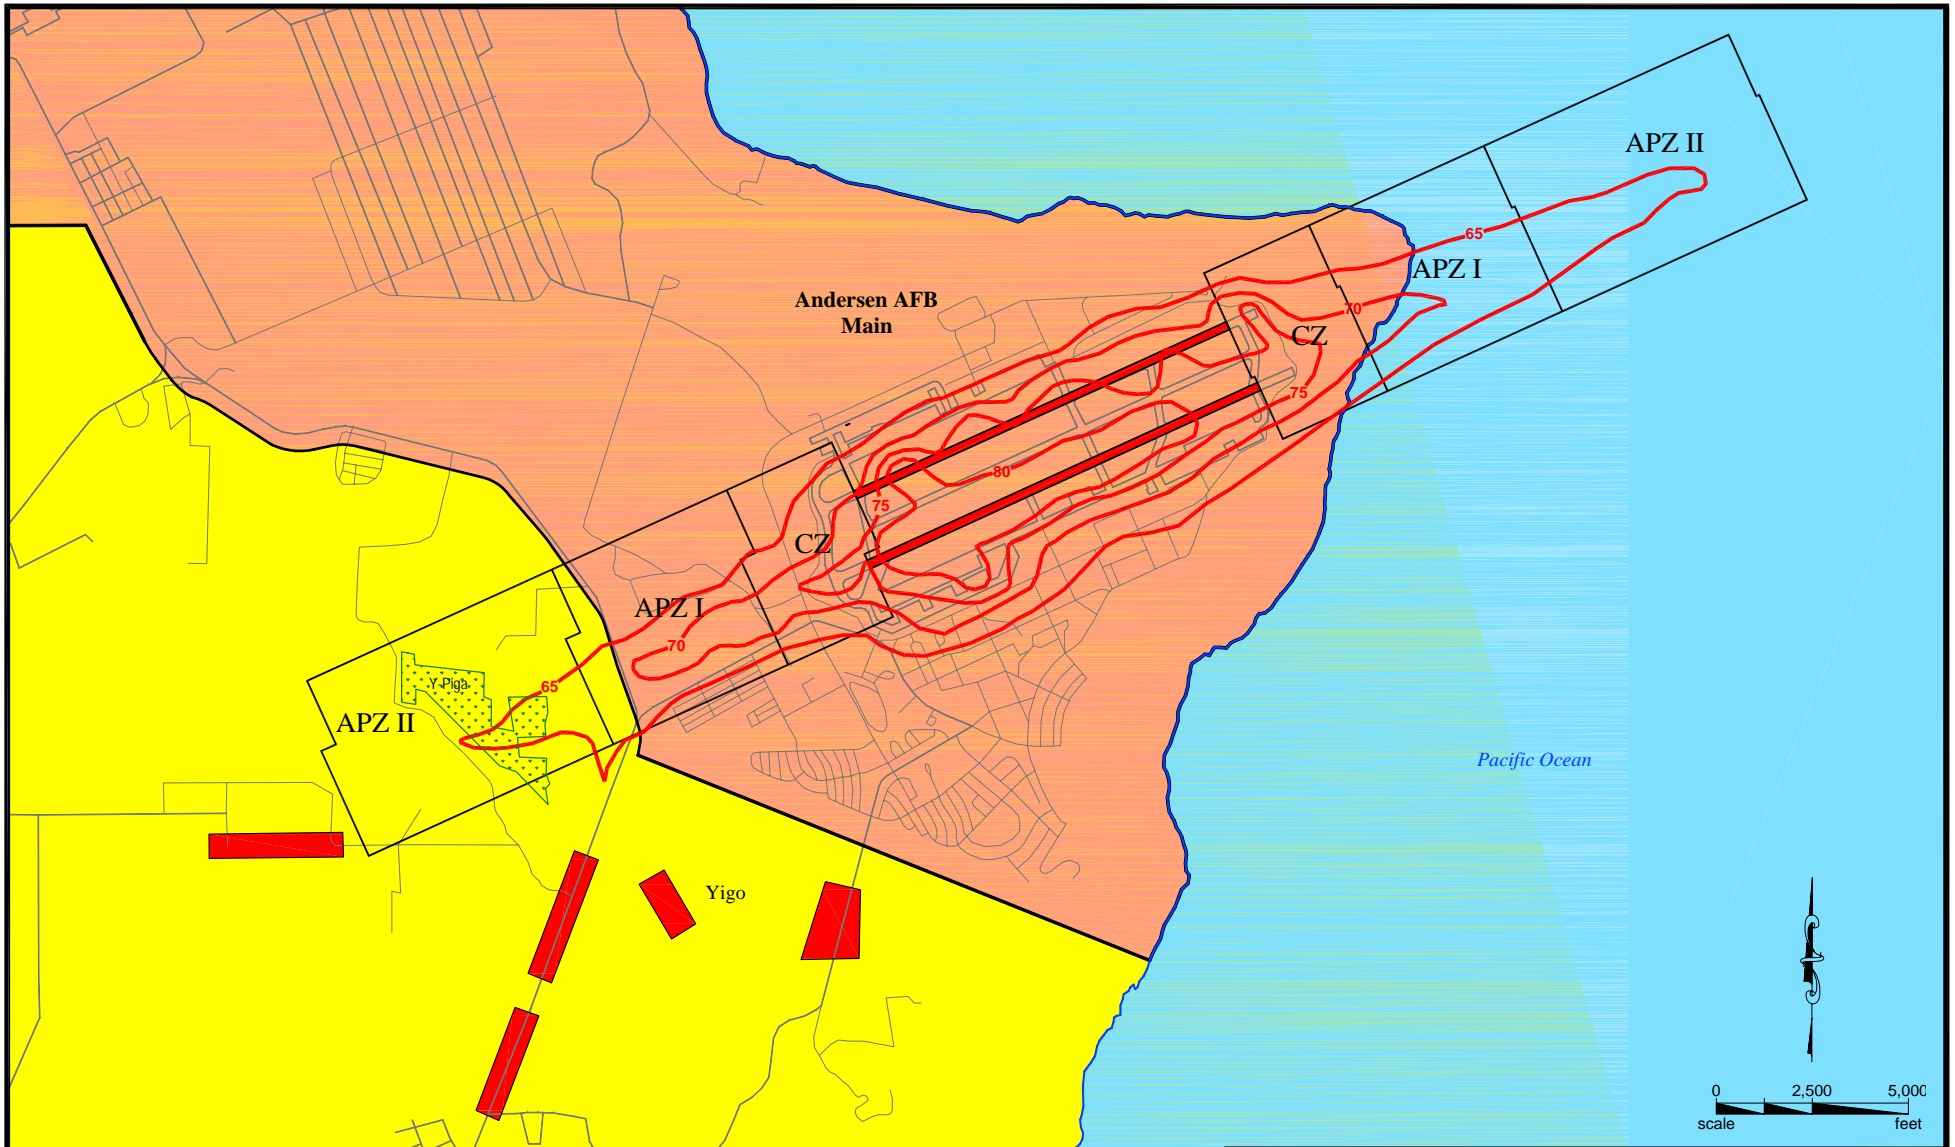 APZ II
65
APZ I
Andersen AFB
Main
70
CZ
75
80
75
CZ
APZ I
70
65
Y Piga
APZ II
Pacific Ocean
Yigo
0 2,500 5,000
scale feet